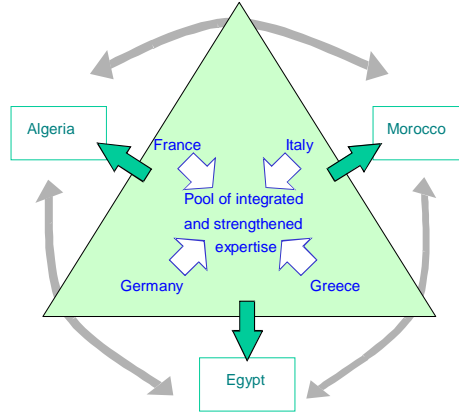 Algeria
Morocco
France
Italy
Pool of integrated
and strengthened
expertise
Germany
Greece
Egypt